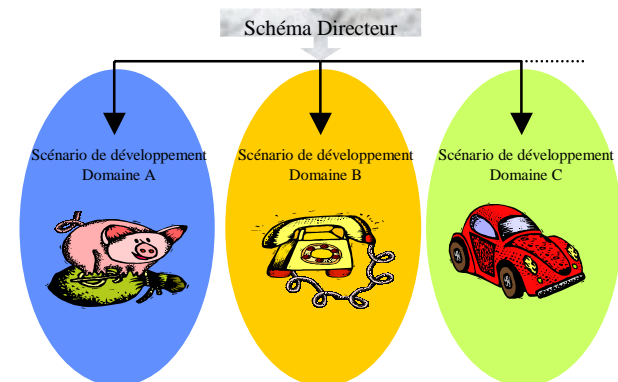 Schéma Directeur
Scénario de développement
Domaine A
Scénario de développement
Domaine B
Scénario de développement
Domaine C